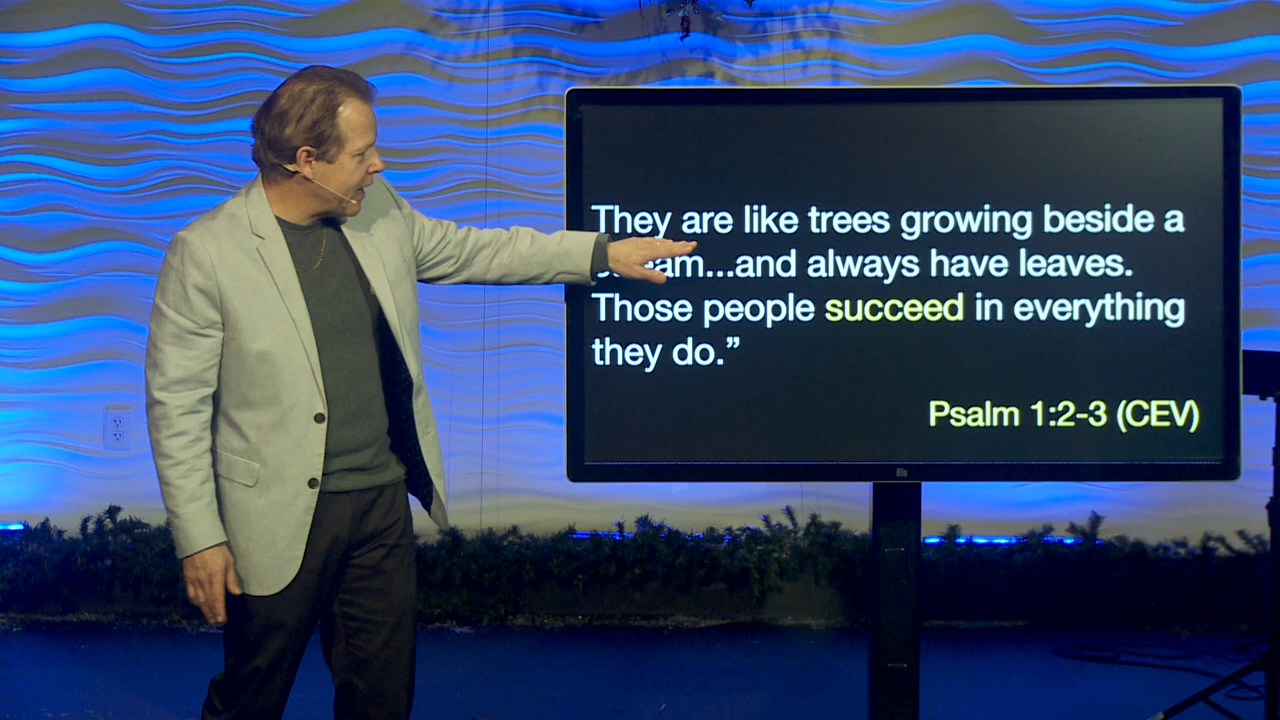 They are like trees growing beside a
...and always have leaves.
Those people succeed in everything
they do.”
Psalm 1:2-3 (CEV)
elo